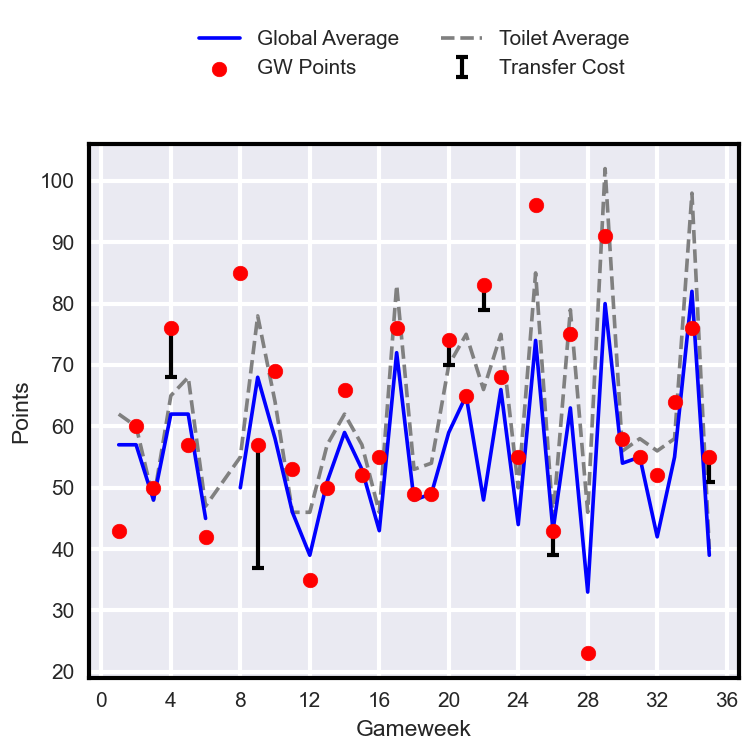 Global Average
Toilet Average
GW Points
Transfer Cost
100
90
80
70
60
50
40
30
20
Points
0 4 8 12 16 20 24 28 32 36
Gameweek